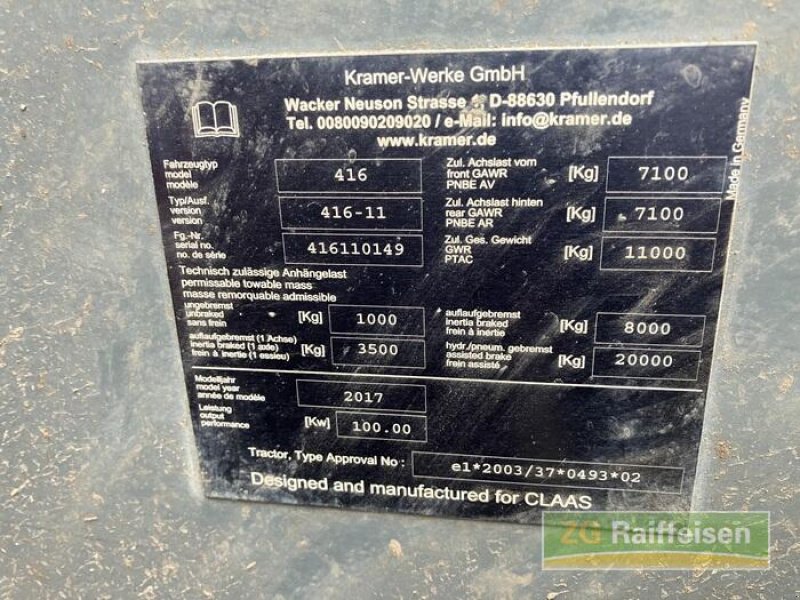 Kramer-Werke GmbH
Wacker Neuson Strasse D-88630 Pfullendorf
Tel. 0080090209020 / e-Mail: info@kramer.de
www.kramer.de
Fahrzeugtyp
model
modèle
416
Typ/Ausf.
version
version
416-11
Fg.-Nr.
serial no.
no. de série
416110149
Zul. Achslast vorn
front GAWR
PNBE AV
[Kg]
7100
Zul. Achslast hinten
rear GAWR
PNBE AR
[Kg]
7100
Zul. Ges. Gewicht
GWR
PTAC
[Kg]
11000
Technisch zulässige Anhängelast
permissable towable mass
masse remorquable admissible
ungebremst
unbraked
sans frein
[Kg]
1000
auflaufgebremst (1 Achse)
inertia braked (1 axle)
frein à inertie (1 essieu)
[Kg]
3500
auflaufgebremst
inertia braked
frein à inertie
[Kg]
8000
hydr./pneum. gebremst
assisted brake
frein assisté
[Kg]
20000
Modelljahr
model year
année de modèle
2017
Leistung
output
performance
[Kw]
100.00
Tractor, Type Approval No :
e1*2003/37*0493*02
Designed and manufactured for CLAAS
Made in Germany
ZG Raiffeisen